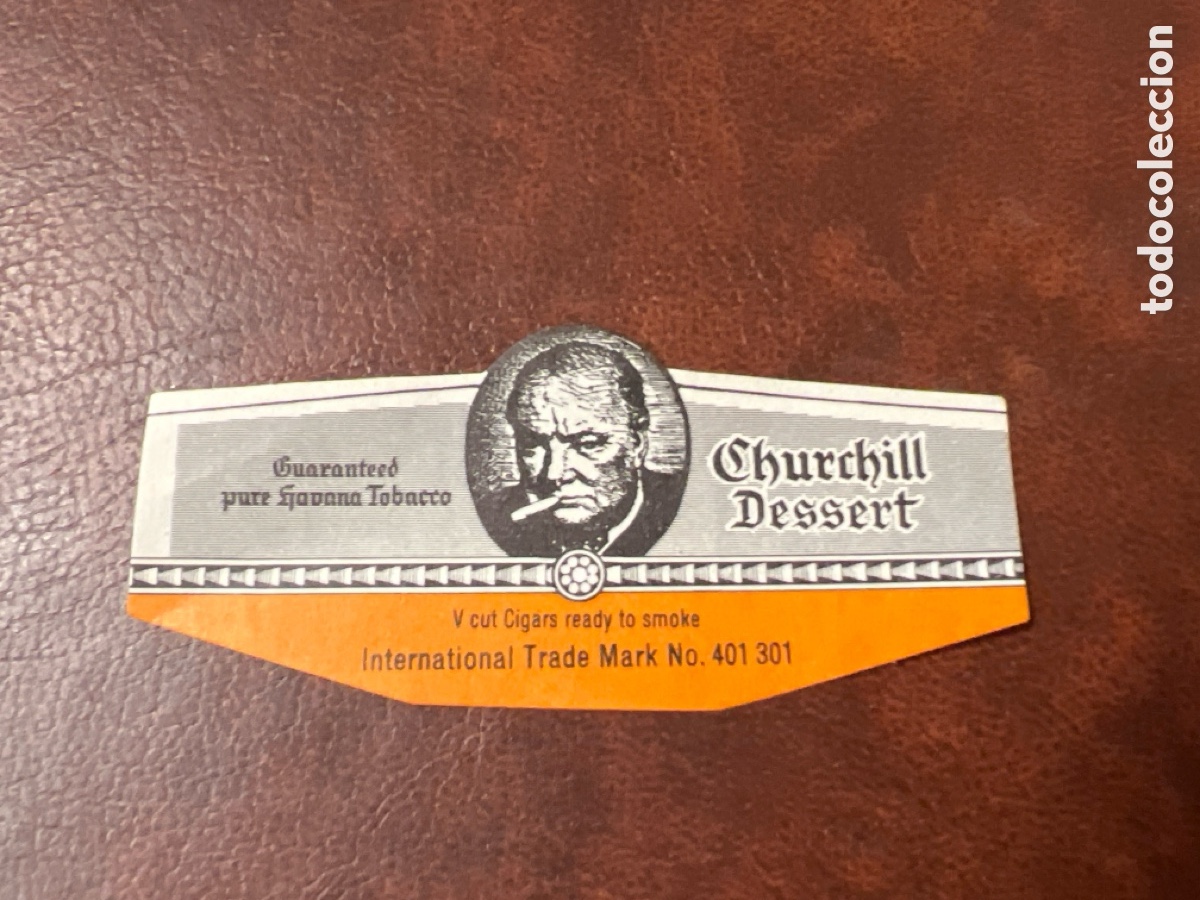 Guaranteed
pure Havana Tobacco
Churchill
Dessert
V cut Cigars ready to smoke
International Trade Mark No. 401 301
todocoleccion